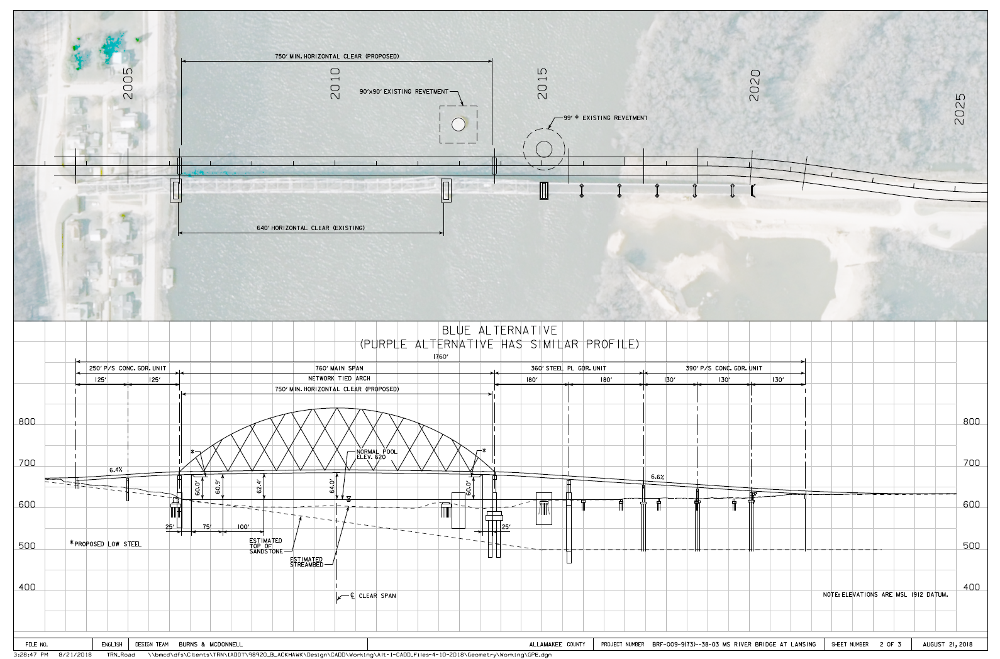 750' MIN. HORIZONTAL CLEAR (PROPOSED)
2005
2010
2015
2020
2025
90'x90' EXISTING REVETMENT
99' ⌀ EXISTING REVETMENT
640' HORIZONTAL CLEAR (EXISTING)
BLUE ALTERNATIVE
(PURPLE ALTERNATIVE HAS SIMILAR PROFILE)
1760'
250' P/S CONC. GDR. UNIT
760' MAIN SPAN
360' STEEL PL GDR. UNIT
390' P/S CONC. GDR. UNIT
125'
125'
NETWORK TIED ARCH
180'
180'
130'
130'
130'
750' MIN. HORIZONTAL CLEAR (PROPOSED)
800
800
*
NORMAL POOL
ELEV. 620
*
700
700
6.4%
6.6%
60.0'
60.9'
62.4'
64.0'
60.0'
600
600
25'
75'
100'
25'
*PROPOSED LOW STEEL
ESTIMATED
TOP OF
SANDSTONE
500
500
ESTIMATED
STREAMBED
400
400
℄ CLEAR SPAN
NOTE: ELEVATIONS ARE MSL 1912 DATUM.
FILE NO.
ENGLISH
DESIGN TEAM BURNS & MCDONNELL
ALLAMAKEE COUNTY
PROJECT NUMBER BRF-009-9(73)--38-03 MS RIVER BRIDGE AT LANSING
SHEET NUMBER 2 OF 3
AUGUST 21, 2018
3:28:47 PM 8/21/2018 TRN_Road \\bmcd\dfs\Clients\TRN\IADOT\98920_BLACKHAWK\Design\CADD\Working\Alt-1-CADD_Files-4-10-2018\Geometry\Working\GPE.dgn